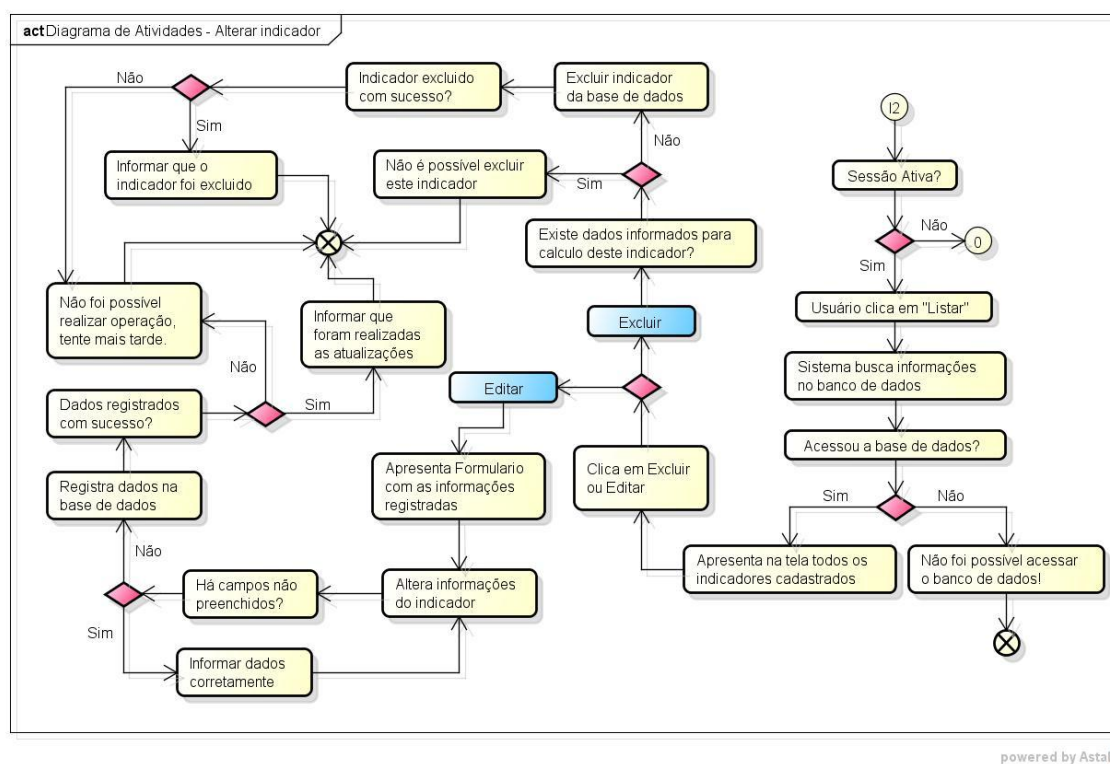 act Diagrama de Atividades - Alterar indicador
Não
Sim
Indicador excluido
com sucesso?
Excluir indicador
da base de dados
Não
Sim
I2
Informar que o
indicador foi excluido
Não é possível excluir
este indicador
Sessão Ativa?
Não
0
Sim
Existe dados informados para
calculo deste indicador?
Não foi possível
realizar operação,
tente mais tarde.
Informar que
foram realizadas
as atualizações
Excluir
Usuário clica em "Listar"
Não
Sim
Editar
Sistema busca informações
no banco de dados
Dados registrados
com sucesso?
Acessou a base de dados?
Apresenta Formulario
com as informações
registradas
Clica em Excluir
ou Editar
Registra dados na
base de dados
Sim
Não
Não
Sim
Há campos não
preenchidos?
Altera informações
do indicador
Apresenta na tela todos os
indicadores cadastrados
Não foi possível acessar
o banco de dados!
Informar dados
corretamente
powered by